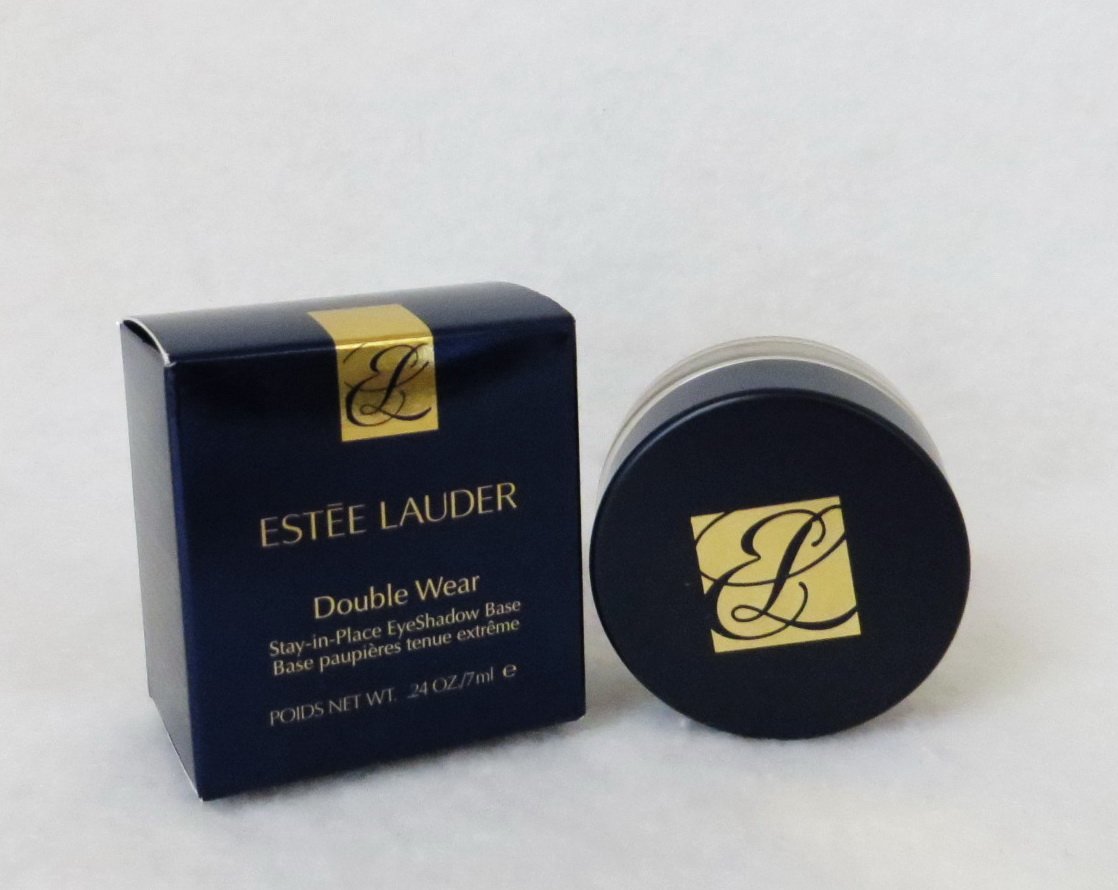 EL
ESTĒE LAUDER
Double Wear
Stay-in-Place EyeShadow Base
Base paupières tenue extrême
POIDS NET WT. .24 OZ./7ml ℮
EL